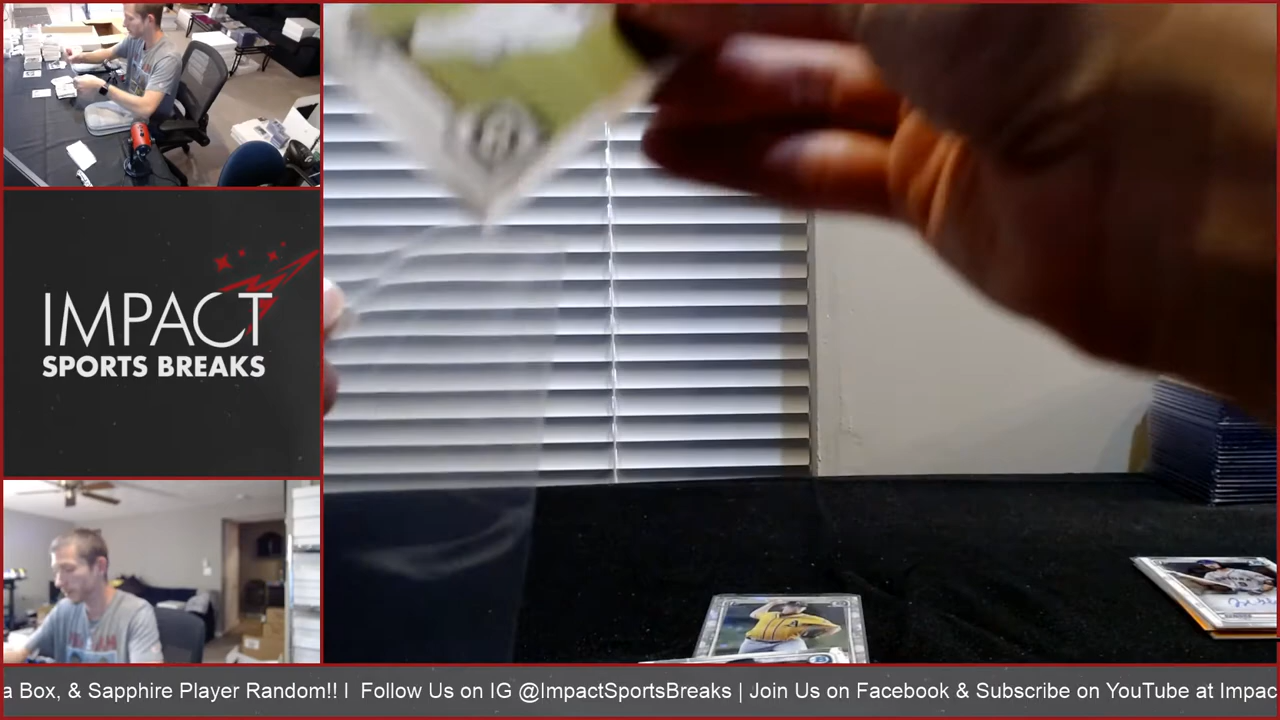 IMPACT
SPORTS BREAKS
a Box, & Sapphire Player Random!! I Follow Us on IG @ImpactSportsBreaks | Join Us on Facebook & Subscribe on YouTube at Impac